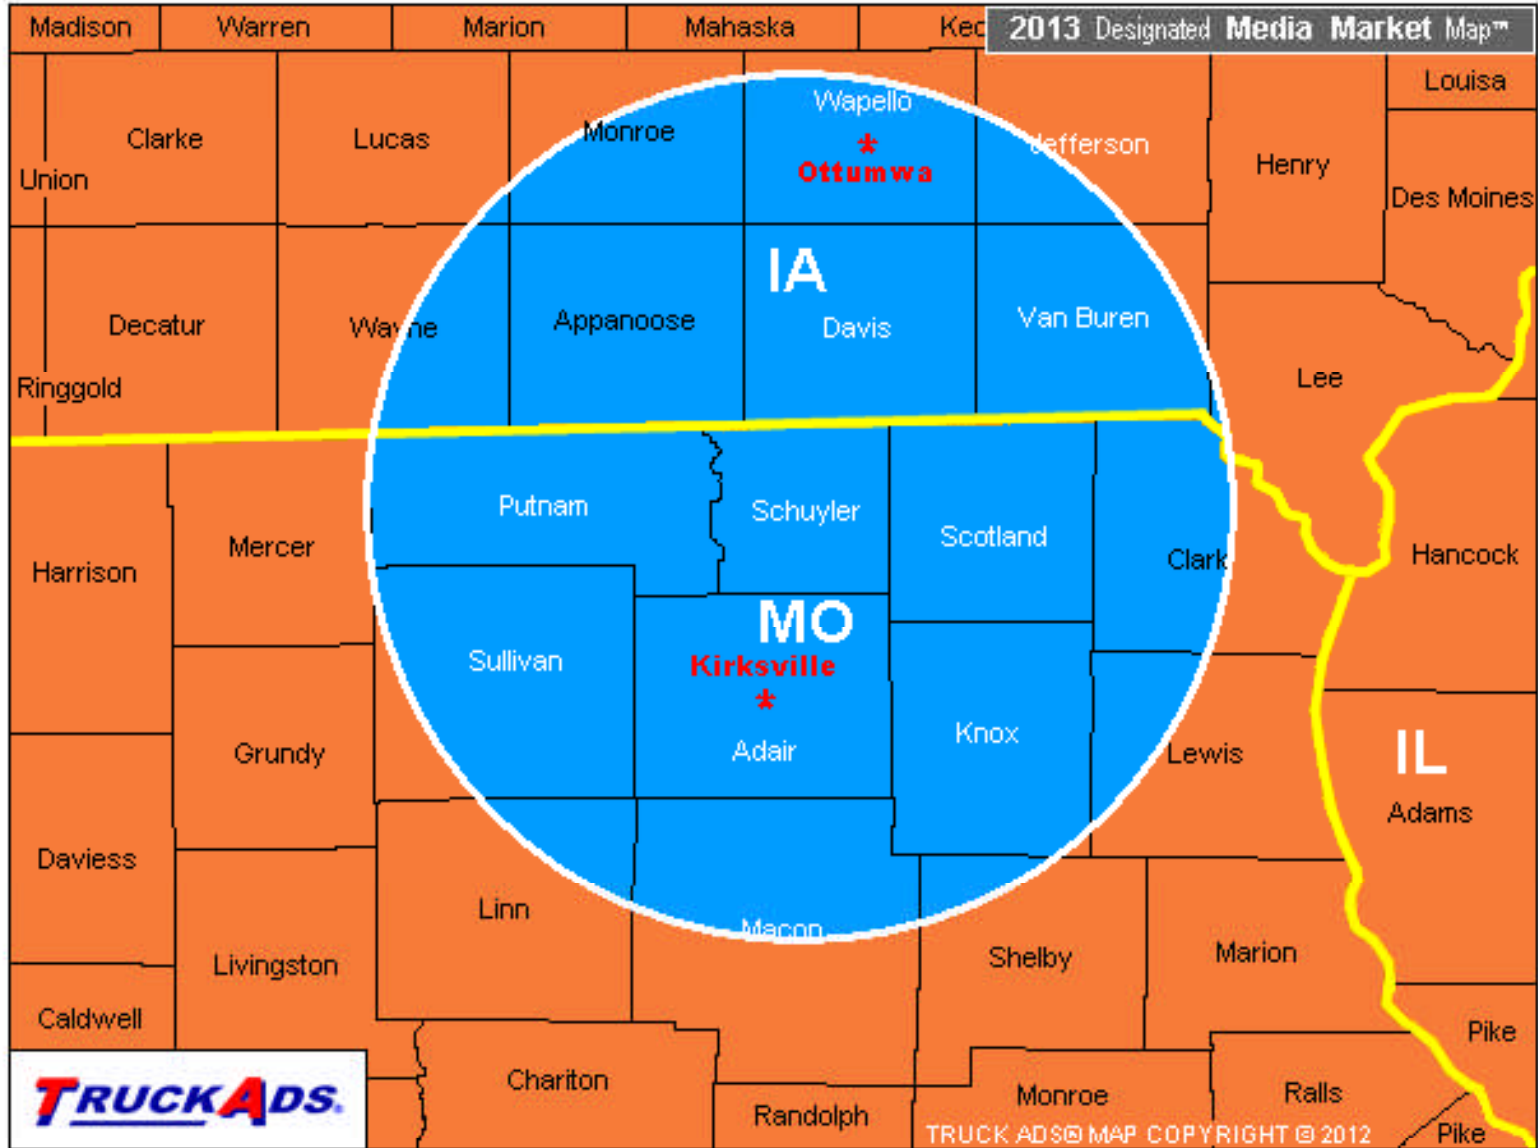 Madison Warren Marion Mahaska 2013 Designated Media Market Map™
Louisa
Wapello
Clarke Lucas Monroe Jefferson Henry
Ottumwa
Union Des Moines
IA
Decatur Wayne Appanoose Davis Van Buren
Ringgold Lee
Putnam Schuyler Scotland
Harrison Mercer Clark Hancock
MO
Sullivan Kirksville
Grundy Adair Knox Lewis IL
Adams
Daviess
Linn Macon
Livingston Shelby Marion
Caldwell Pike
TRUCKADS. Chariton Monroe Ralls
Randolph
TRUCK ADS® MAP COPYRIGHT © 2012 Pike